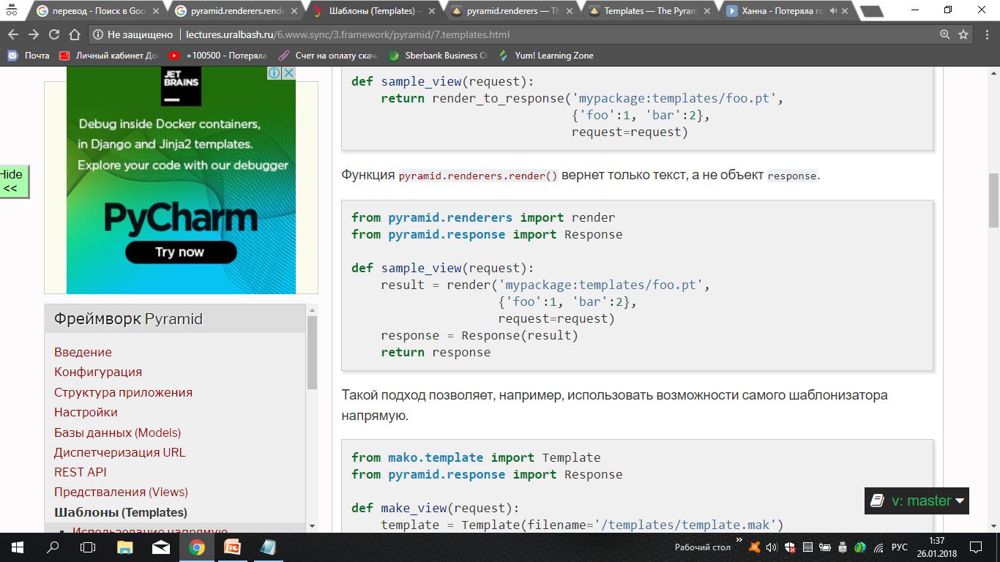 перевод - Поиск в Goo
pyramid.renderers.rende
Шаблоны (Templates) –
pyramid.renderers — Th
Templates — The Pyram
Ханна - Потеряла го
Не защищено
lectures.uralbash.ru/6.www.sync/3.framework/pyramid/7.templates.html
Почта
Личный кабинет До
+100500 - Потеряла
Счет на оплату скача
Sberbank Business O
Yum! Learning Zone
JET
BRAINS
Debug inside Docker containers,
in Django and Jinja2 templates.
Explore your code with our debugger
PyCharm
Try now
Hide
<<
Фреймворк Pyramid
Введение
Конфигурация
Структура приложения
Настройки
Базы данных (Models)
Диспетчеризация URL
REST API
Предстваления (Views)
Шаблоны (Templates)
Использование напрямую
def sample_view(request):
    return render_to_response('mypackage:templates/foo.pt',
                              {'foo':1, 'bar':2},
                              request=request)
Функция pyramid.renderers.render() вернет только текст, а не объект response.
from pyramid.renderers import render
from pyramid.response import Response
def sample_view(request):
    result = render('mypackage:templates/foo.pt',
                    {'foo':1, 'bar':2},
                    request=request)
    response = Response(result)
    return response
Такой подход позволяет, например, использовать возможности самого шаблонизатора
напрямую.
from mako.template import Template
from pyramid.response import Response
def make_view(request):
    template = Template(filename='/templates/template.mak')
v: master
Рабочий стол
»
РУС
1:37
26.01.2018